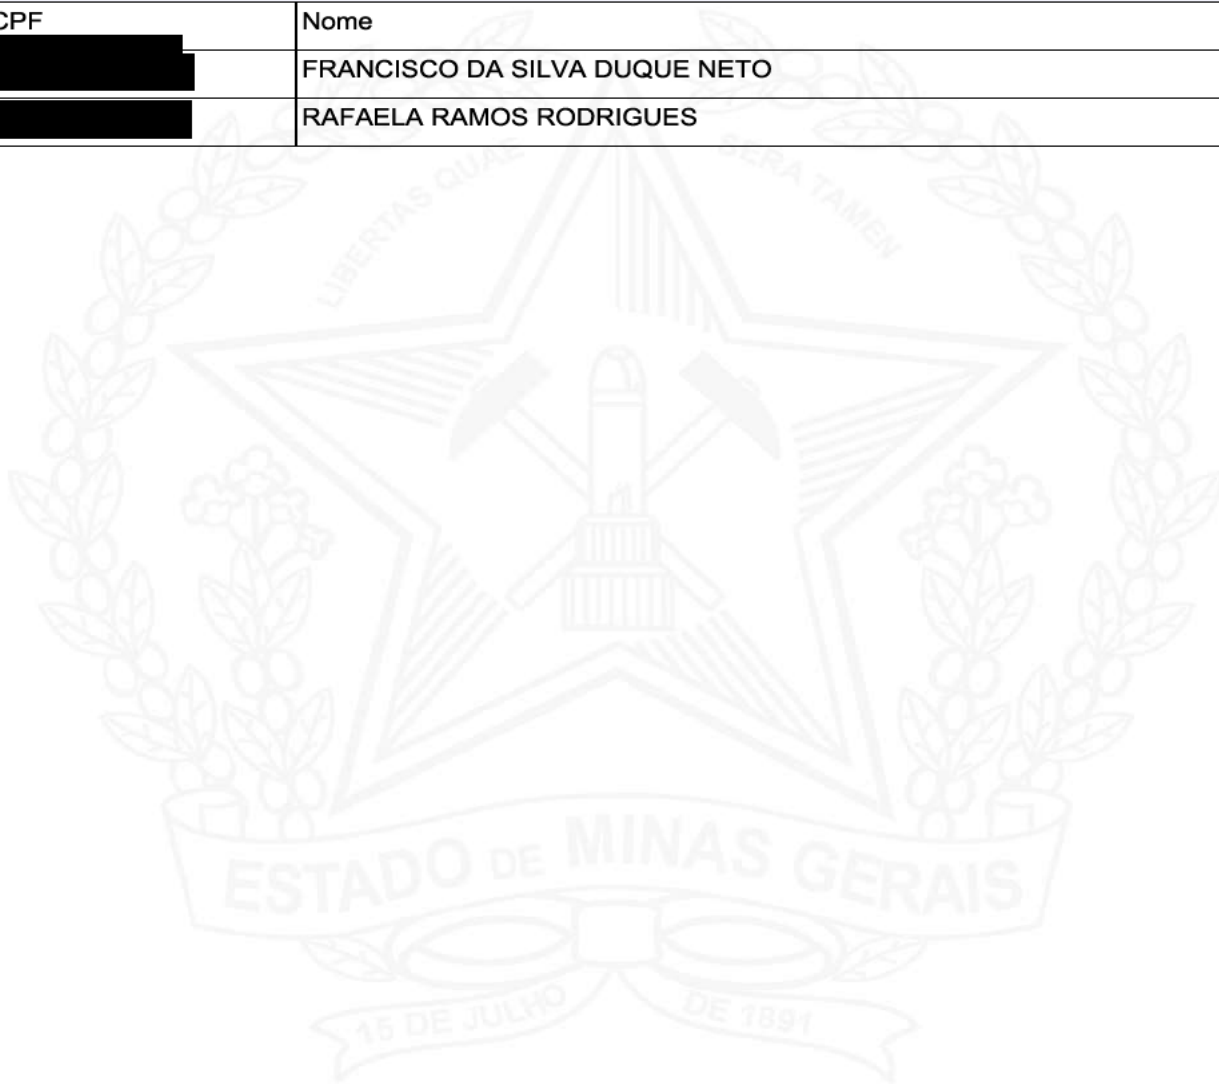 CPF Nome
FRANCISCO DA SILVA DUQUE NETO
RAFAELA RAMOS RODRIGUES
LIBERTAS QUAE SERA TAMEN
ESTADO DE MINAS GERAIS
15 DE JULHO DE 1891